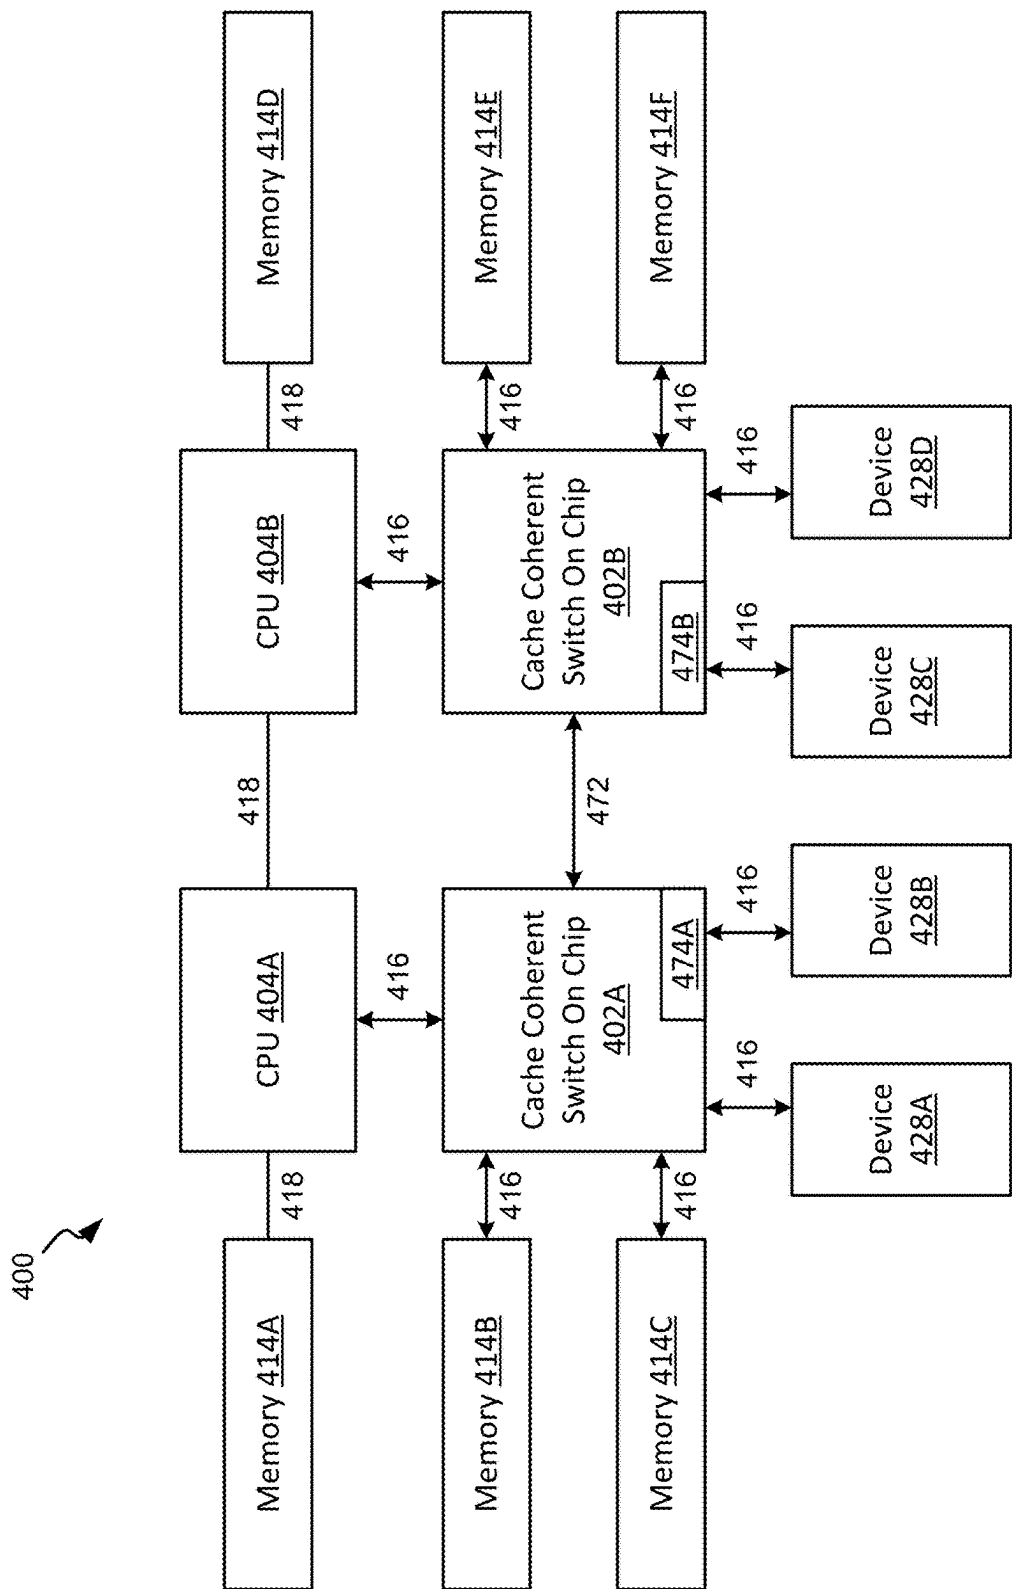 400
Memory 414A
418
CPU 404A
418
CPU 404B
418
Memory 414D
416
416
Memory 414B
416
Cache Coherent
Switch On Chip
402A
474A
472
Cache Coherent
Switch On Chip
402B
474B
416
Memory 414E
Memory 414C
416
416
Memory 414F
416
416
416
416
Device
428A
Device
428B
Device
428C
Device
428D